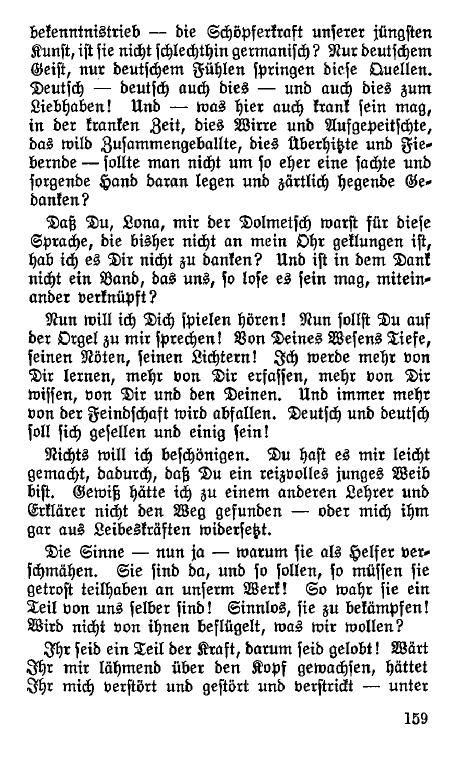 bekenntnistrieb — die Schöpferkraft unserer jüngsten
Kunst, ist sie nicht schlechthin germanisch? Nur deutschem
Geist, nur deutschem Fühlen springen diese Quellen.
Deutsch — deutsch auch dies — und auch dies zum
Liebhaben! Und — was hier auch krank sein mag,
in der kranken Zeit, dies Wirre und Aufgepeitschte,
das wild Zusammengeballte, dies Überhitzte und Fie-
bernde — sollte man nicht um so eher eine sachte und
sorgende Hand daran legen und zärtlich hegende Ge-
danken?
Daß Du, Lona, mir der Dolmetsch warst für diese
Sprache, die bisher nicht an mein Ohr geklungen ist,
hab ich es Dir nicht zu danken? Und ist in dem Dank
nicht ein Band, das uns, so lose es sein mag, mitein-
ander verknüpft?
Nun will ich Dich spielen hören! Nun sollst Du auf
der Orgel zu mir sprechen! Von Deines Wesens Tiefe,
seinen Nöten, seinen Lichtern! Ich werde mehr von
Dir lernen, mehr von Dir erfassen, mehr von Dir
wissen, von Dir und den Deinen. Und immer mehr
von der Feindschaft wird abfallen. Deutsch und deutsch
soll sich gesellen und einig sein!
Nichts will ich beschönigen. Du hast es mir leicht
gemacht, dadurch, daß Du ein reizvolles junges Weib
bist. Gewiß hätte ich zu einem anderen Lehrer und
Erklärer nicht den Weg gefunden — oder mich ihm
gar aus Leibeskräften widersetzt.
Die Sinne — nun ja — warum sie als Helfer ver-
schmähen. Sie sind da, und so sollen, so müssen sie
getrost teilhaben an unserm Werk! So wahr sie ein
Teil von uns selber sind! Sinnlos, sie zu bekämpfen!
Wird nicht von ihnen beflügelt, was wir wollen?
Ihr seid ein Teil der Kraft, darum seid gelobt! Wärt
Ihr mir lähmend über den Kopf gewachsen, hättet
Ihr mich verstört und gestört und verstrickt — unter
159